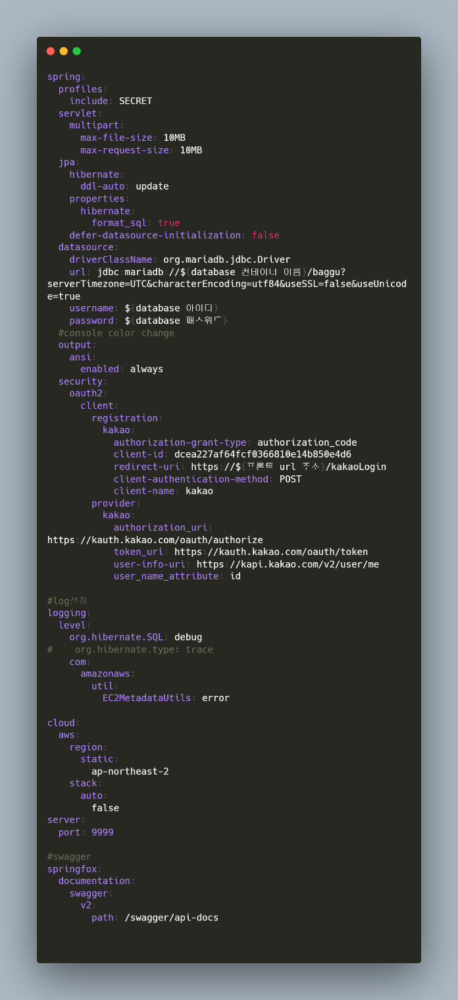 spring:
  profiles:
    include: SECRET
  servlet:
    multipart:
      max-file-size: 10MB
      max-request-size: 10MB
  jpa:
    hibernate:
      ddl-auto: update
    properties:
      hibernate:
        format_sql: true
    defer-datasource-initialization: false
  datasource:
    driverClassName: org.mariadb.jdbc.Driver
    url: jdbc:mariadb://${database 컨테이너 이름}/baggu?
serverTimezone=UTC&characterEncoding=utf84&useSSL=false&useUnicod
e=true
    username: ${database 아이디}
    password: ${database 패스워드}
  #console color change
  output:
    ansi:
      enabled: always
  security:
    oauth2:
      client:
        registration:
          kakao:
            authorization-grant-type: authorization_code
            client-id: dcea227af64fcf0366810e14b850e4d6
            redirect-uri: https://${프론트 url 주소}/kakaoLogin
            client-authentication-method: POST
            client-name: kakao
        provider:
          kakao:
            authorization_uri:
https://kauth.kakao.com/oauth/authorize
            token_uri: https://kauth.kakao.com/oauth/token
            user-info-uri: https://kapi.kakao.com/v2/user/me
            user_name_attribute: id

#log설정
logging:
  level:
    org.hibernate.SQL: debug
#    org.hibernate.type: trace
    com:
      amazonaws:
        util:
          EC2MetadataUtils: error

cloud:
  aws:
    region:
      static:
        ap-northeast-2
    stack:
      auto:
        false
server:
  port: 9999

#swagger
springfox:
  documentation:
    swagger:
      v2:
        path: /swagger/api-docs